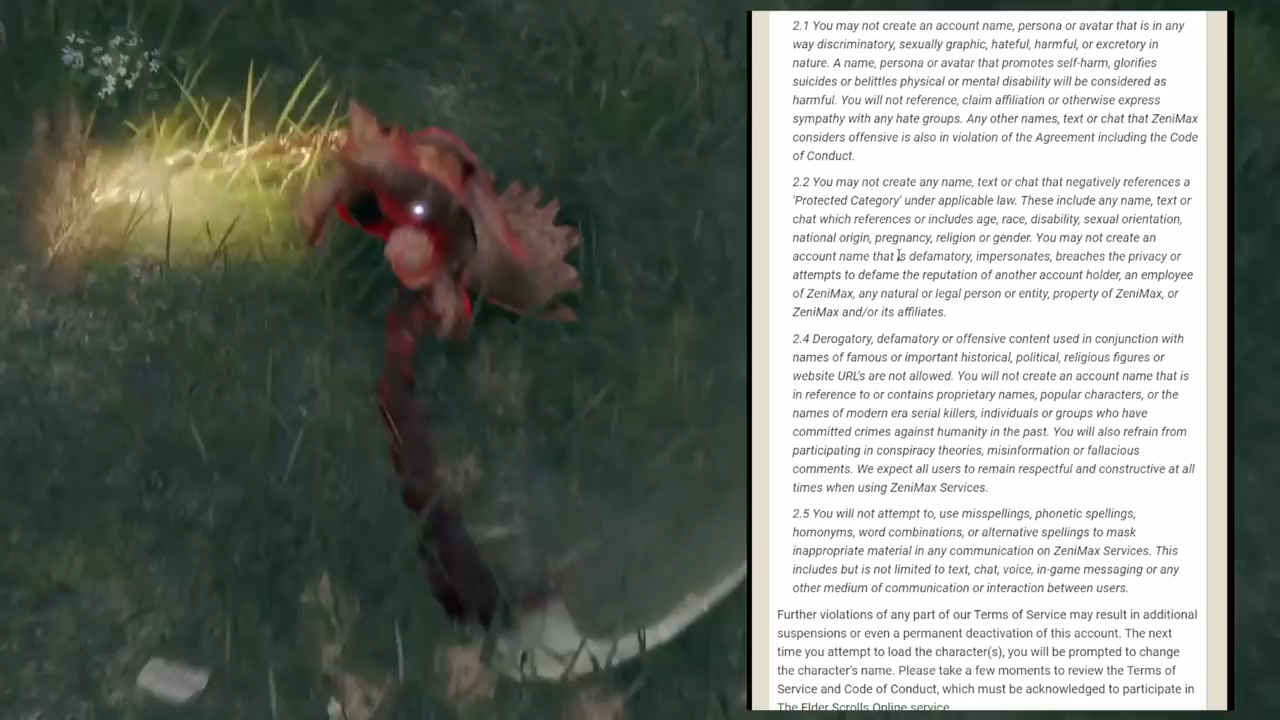 2.1 You may not create an account name, persona or avatar that is in any
way discriminatory, sexually graphic, hateful, harmful, or excretory in
nature. A name, persona or avatar that promotes self-harm, glorifies
suicides or belittles physical or mental disability will be considered as
harmful. You will not reference, claim affiliation or otherwise express
sympathy with any hate groups. Any other names, text or chat that ZeniMax
considers offensive is also in violation of the Agreement including the Code
of Conduct.
2.2 You may not create any name, text or chat that negatively references a
'Protected Category' under applicable law. These include any name, text or
chat which references or includes age, race, disability, sexual orientation,
national origin, pregnancy, religion or gender. You may not create an
account name that is defamatory, impersonates, breaches the privacy or
attempts to defame the reputation of another account holder, an employee
of ZeniMax, any natural or legal person or entity, property of ZeniMax, or
ZeniMax and/or its affiliates.
2.4 Derogatory, defamatory or offensive content used in conjunction with
names of famous or important historical, political, religious figures or
website URL's are not allowed. You will not create an account name that is
in reference to or contains proprietary names, popular characters, or the
names of modern era serial killers, individuals or groups who have
committed crimes against humanity in the past. You will also refrain from
participating in conspiracy theories, misinformation or fallacious
comments. We expect all users to remain respectful and constructive at all
times when using ZeniMax Services.
2.5 You will not attempt to, use misspellings, phonetic spellings,
homonyms, word combinations, or alternative spellings to mask
inappropriate material in any communication on ZeniMax Services. This
includes but is not limited to text, chat, voice, in-game messaging or any
other medium of communication or interaction between users.
Further violations of any part of our Terms of Service may result in additional
suspensions or even a permanent deactivation of this account. The next
time you attempt to load the character(s), you will be prompted to change
the character's name. Please take a few moments to review the Terms of
Service and Code of Conduct, which must be acknowledged to participate in
The Elder Scrolls Online service.